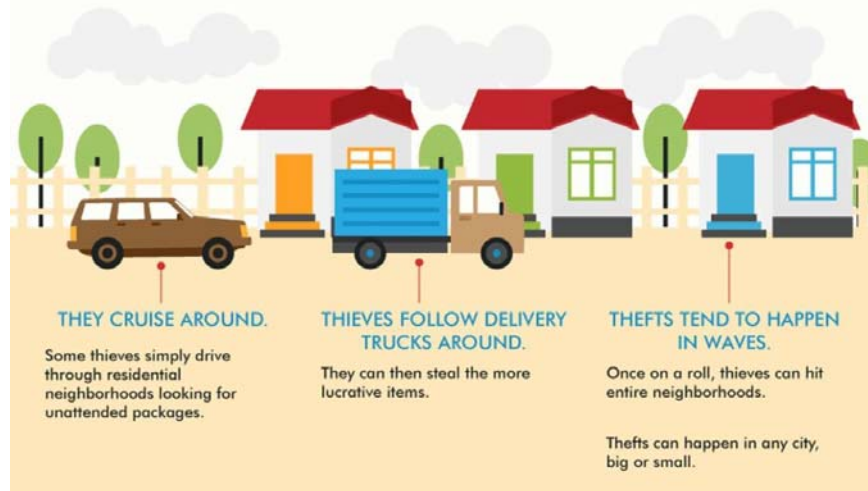 THEY CRUISE AROUND.
Some thieves simply drive
through residential
neighborhoods looking for
unattended packages.
THIEVES FOLLOW DELIVERY
TRUCKS AROUND.
They can then steal the more
lucrative items.
THEFTS TEND TO HAPPEN
IN WAVES.
Once on a roll, thieves can hit
entire neighborhoods.
Thefts can happen in any city,
big or small.